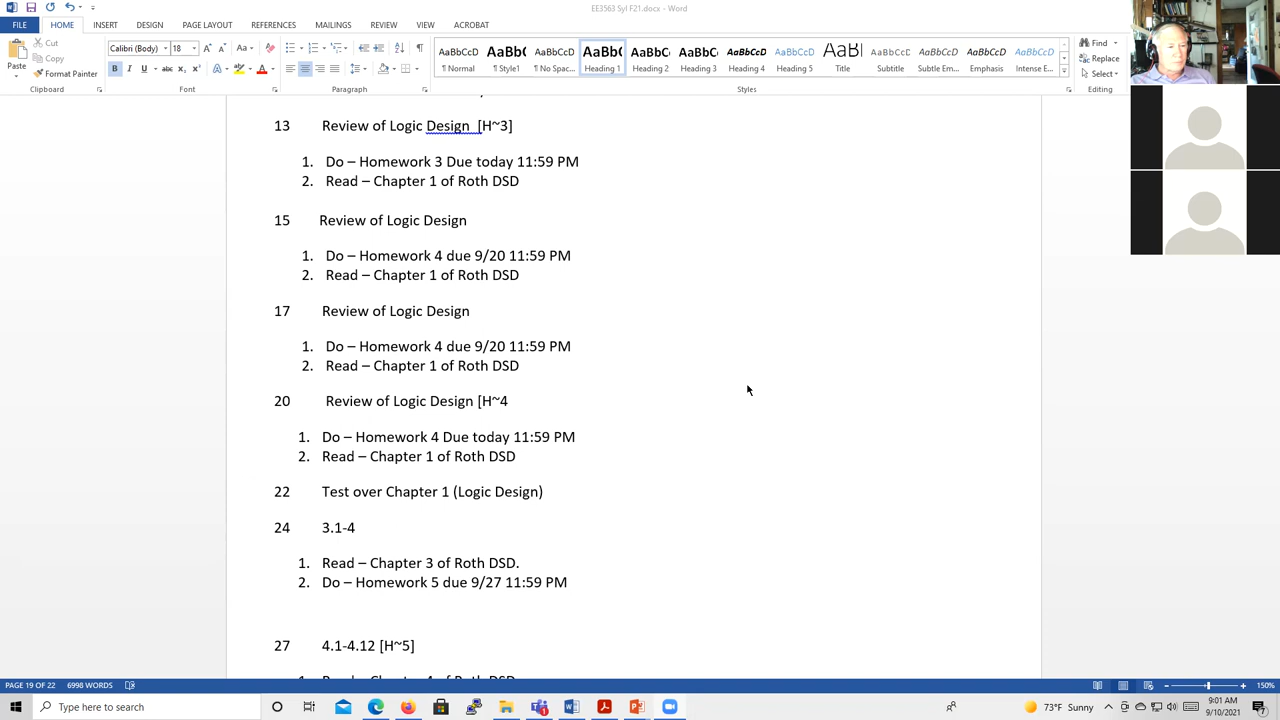 EE3563 Syl F21.docx - Word
FILE HOME INSERT DESIGN PAGE LAYOUT REFERENCES MAILINGS REVIEW VIEW ACROBAT
Paste
Cut
Copy
Format Painter
Clipboard
Calibri (Body) 18
Font
Paragraph
AaBbCcD AaBbC AaBbCcD AaBbC AaBbCc AaBbCc AaBbCcD AaBbCcD AaBl AaBbCcD AaBbCcD AaBbCcD AaBbCcD
¶ Normal ¶ Style1 ¶ No Spac... Heading 1 Heading 2 Heading 3 Heading 4 Heading 5 Title Subtitle Subtle Em... Emphasis Intense E...
Styles
Find
Replace
Select
Editing
13 Review of Logic Design [H~3]
1. Do – Homework 3 Due today 11:59 PM
2. Read – Chapter 1 of Roth DSD
15 Review of Logic Design
1. Do – Homework 4 due 9/20 11:59 PM
2. Read – Chapter 1 of Roth DSD
17 Review of Logic Design
1. Do – Homework 4 due 9/20 11:59 PM
2. Read – Chapter 1 of Roth DSD
20 Review of Logic Design [H~4
1. Do – Homework 4 Due today 11:59 PM
2. Read – Chapter 1 of Roth DSD
22 Test over Chapter 1 (Logic Design)
24 3.1-4
1. Read – Chapter 3 of Roth DSD.
2. Do – Homework 5 due 9/27 11:59 PM
27 4.1-4.12 [H~5]
1. Read – Chapter 4 of Roth DSD
PAGE 19 OF 22 6998 WORDS 150%
Type here to search 73°F Sunny 9:01 AM
9/10/2021